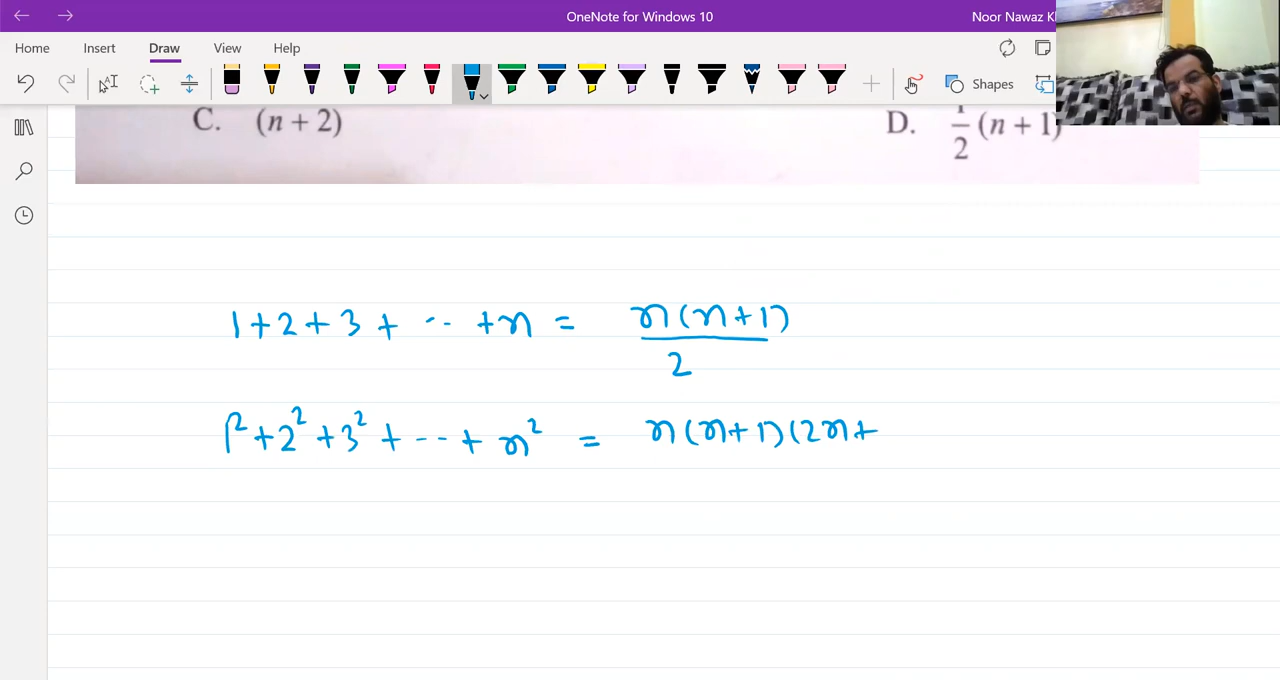 OneNote for Windows 10
Noor Nawaz
Home Insert Draw View Help
Shapes
C. (n + 2)
D. 1/2 (n + 1)
1 + 2 + 3 + ·· + n = n(n+1)/2
1² + 2² + 3² + ··· + n² = n(n+1)(2n+